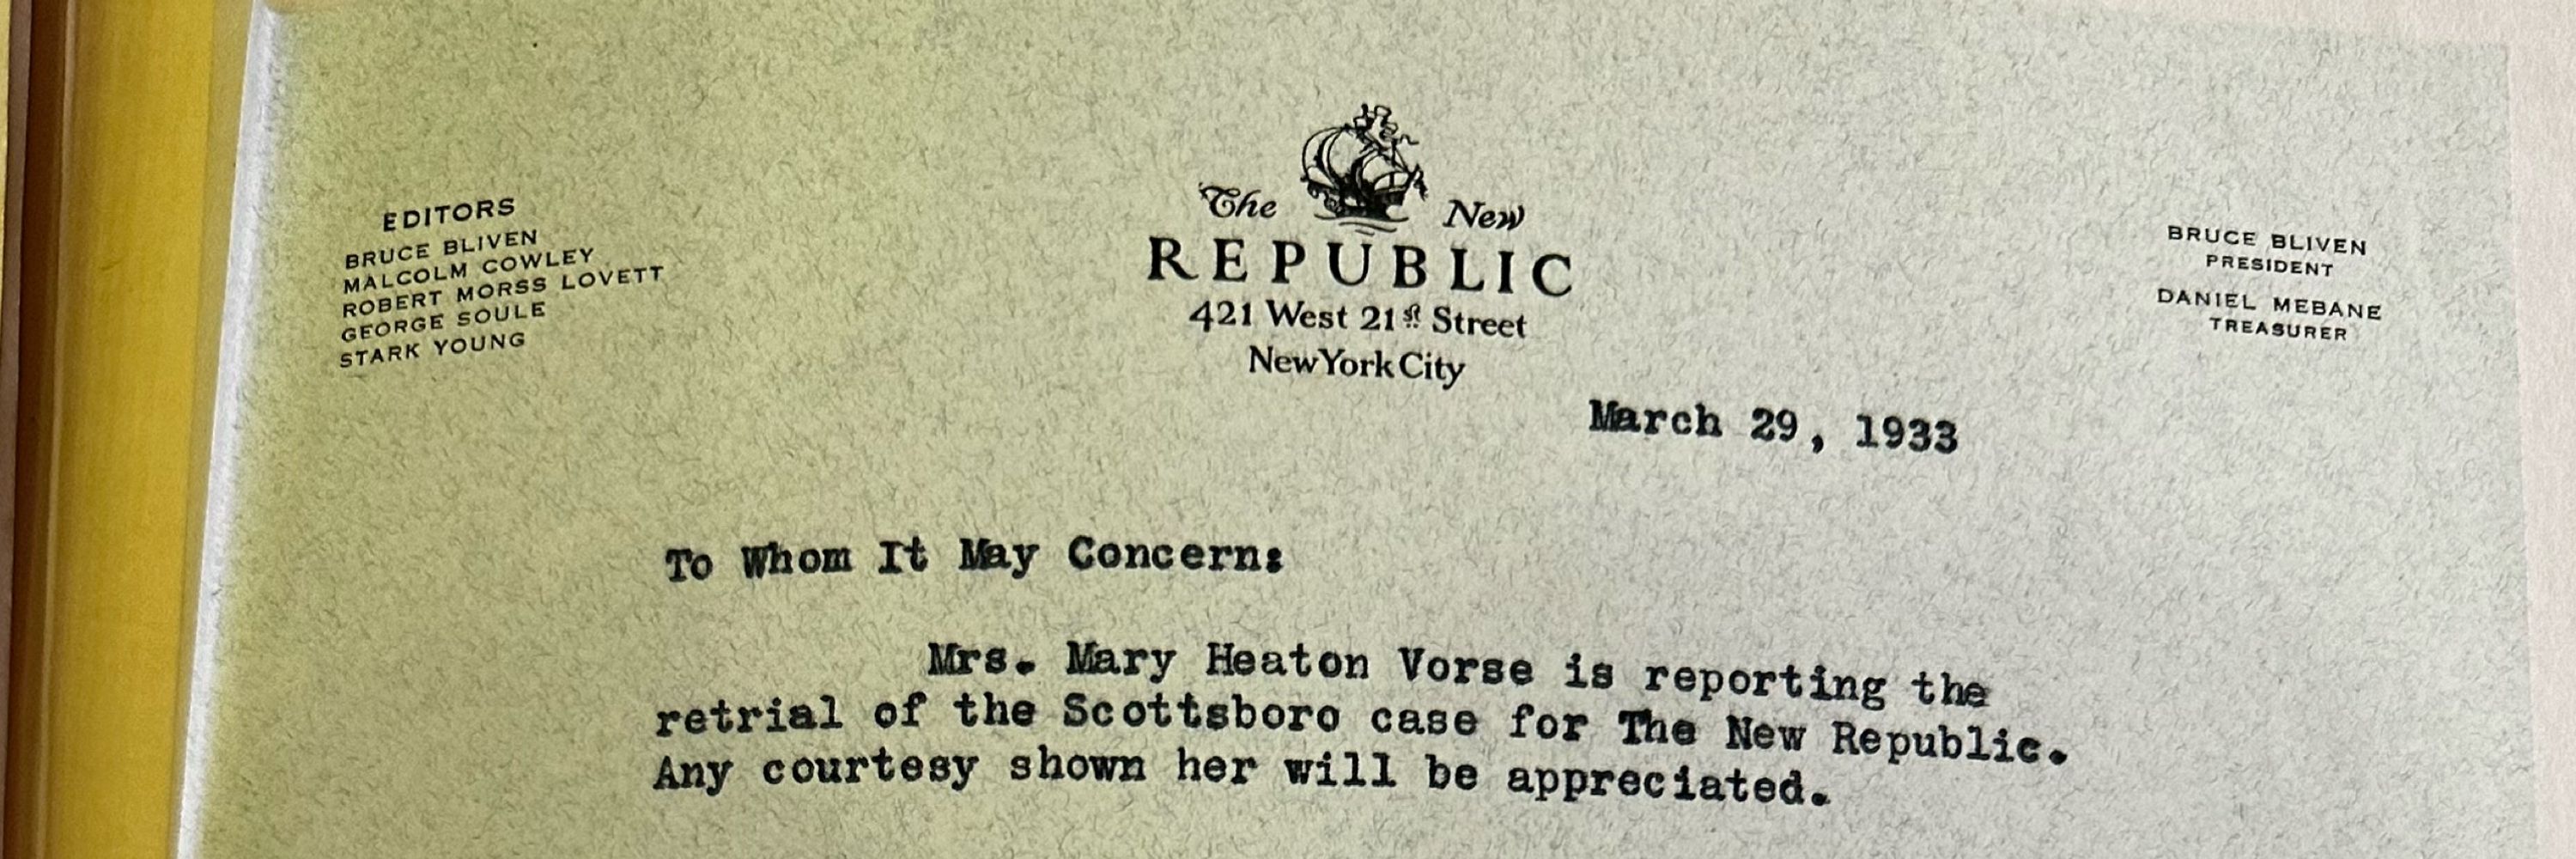 EDITORS
BRUCE BLIVEN
MALCOLM COWLEY
ROBERT MORSS LOVETT
GEORGE SOULE
STARK YOUNG
The New
REPUBLIC
421 West 21st Street
New York City
BRUCE BLIVEN
PRESIDENT
DANIEL MEBANE
TREASURER
March 29, 1933
To Whom It May Concern:
Mrs. Mary Heaton Vorse is reporting the
retrial of the Scottsboro case for The New Republic.
Any courtesy shown her will be appreciated.